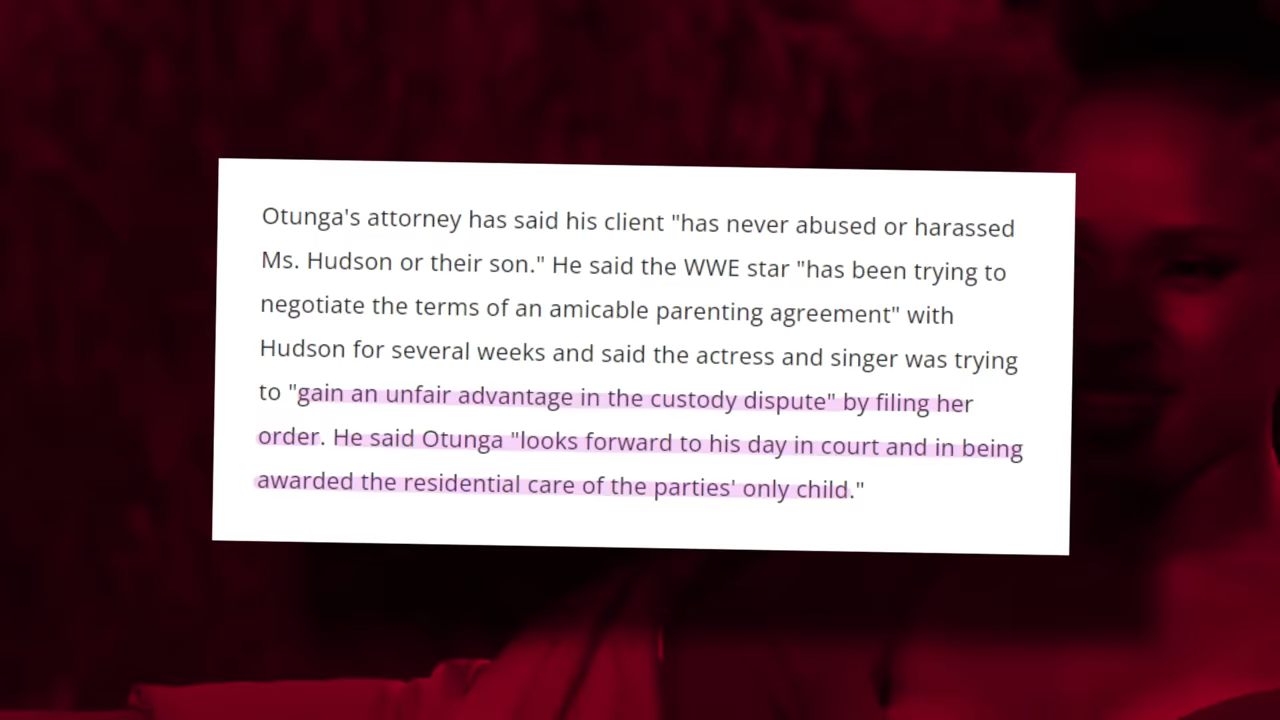 Otunga's attorney has said his client "has never abused or harassed
Ms. Hudson or their son." He said the WWE star "has been trying to
negotiate the terms of an amicable parenting agreement" with
Hudson for several weeks and said the actress and singer was trying
to "gain an unfair advantage in the custody dispute" by filing her
order. He said Otunga "looks forward to his day in court and in being
awarded the residential care of the parties' only child."